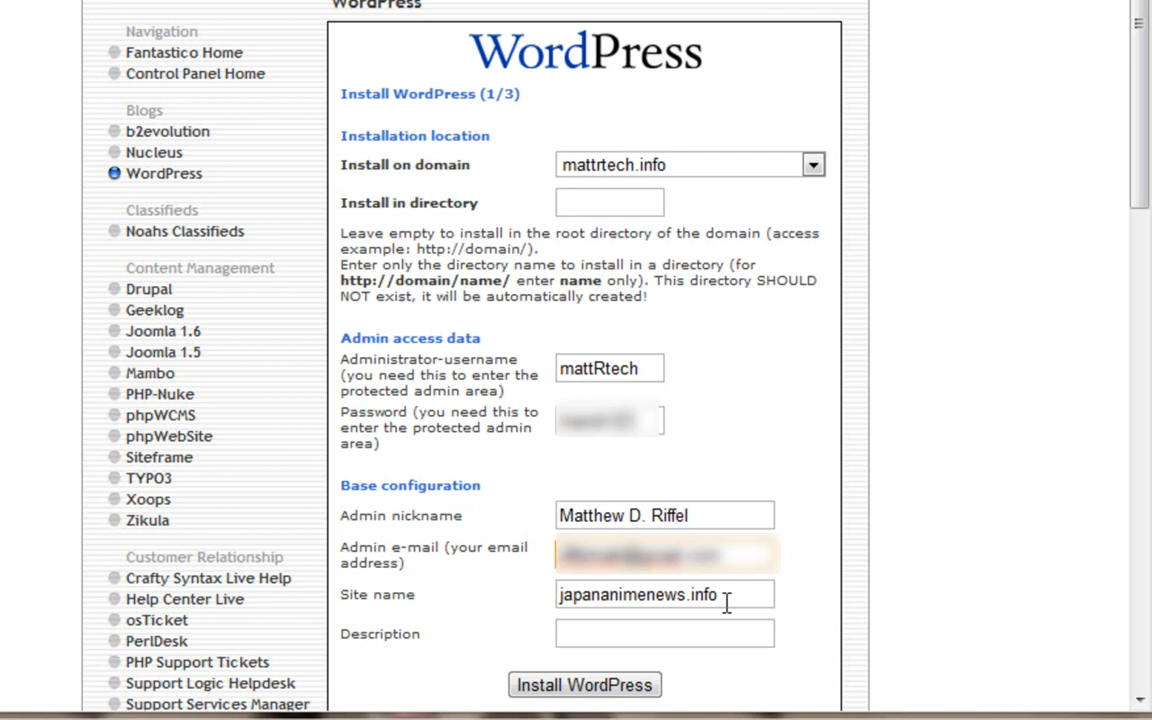 WordPress
Navigation
Fantastico Home
Control Panel Home
Blogs
b2evolution
Nucleus
WordPress
Classifieds
Noahs Classifieds
Content Management
Drupal
Geeklog
Joomla 1.6
Joomla 1.5
Mambo
PHP-Nuke
phpWCMS
phpWebSite
Siteframe
TYPO3
Xoops
Zikula
Customer Relationship
Crafty Syntax Live Help
Help Center Live
osTicket
PerlDesk
PHP Support Tickets
Support Logic Helpdesk
Support Services Manager
WordPress
Install WordPress (1/3)
Installation location
Install on domain
mattrtech.info
Install in directory
Leave empty to install in the root directory of the domain (access
example: http://domain/).
Enter only the directory name to install in a directory (for
http://domain/name/ enter name only). This directory SHOULD
NOT exist, it will be automatically created!
Admin access data
Administrator-username
(you need this to enter the
protected admin area)
mattRtech
Password (you need this to
enter the protected admin
area)
Base configuration
Admin nickname
Matthew D. Riffel
Admin e-mail (your email
address)
Site name
japananimenews.info
Description
Install WordPress